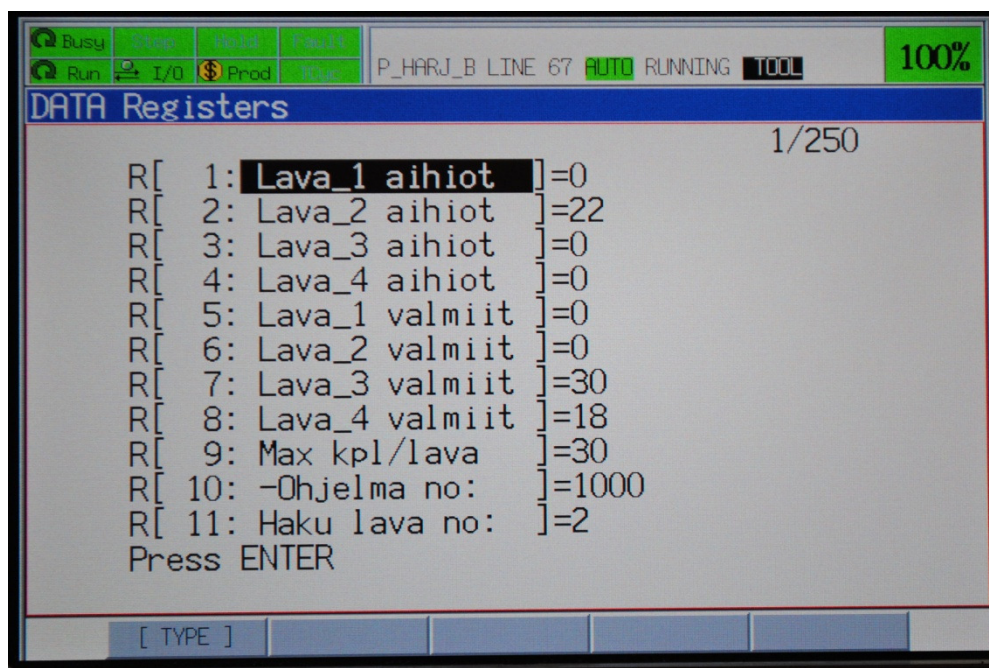 Busy Step Hold Fault
P_HARJ_B LINE 67 AUTO RUNNING TOOL 100%
Run I/O Prod
DATA Registers
1/250
R[ 1: Lava_1 aihiot ]=0
R[ 2: Lava_2 aihiot ]=22
R[ 3: Lava_3 aihiot ]=0
R[ 4: Lava_4 aihiot ]=0
R[ 5: Lava_1 valmiit ]=0
R[ 6: Lava_2 valmiit ]=0
R[ 7: Lava_3 valmiit ]=30
R[ 8: Lava_4 valmiit ]=18
R[ 9: Max kpl/lava ]=30
R[ 10: -Ohjelma no: ]=1000
R[ 11: Haku lava no: ]=2
Press ENTER
[ TYPE ]